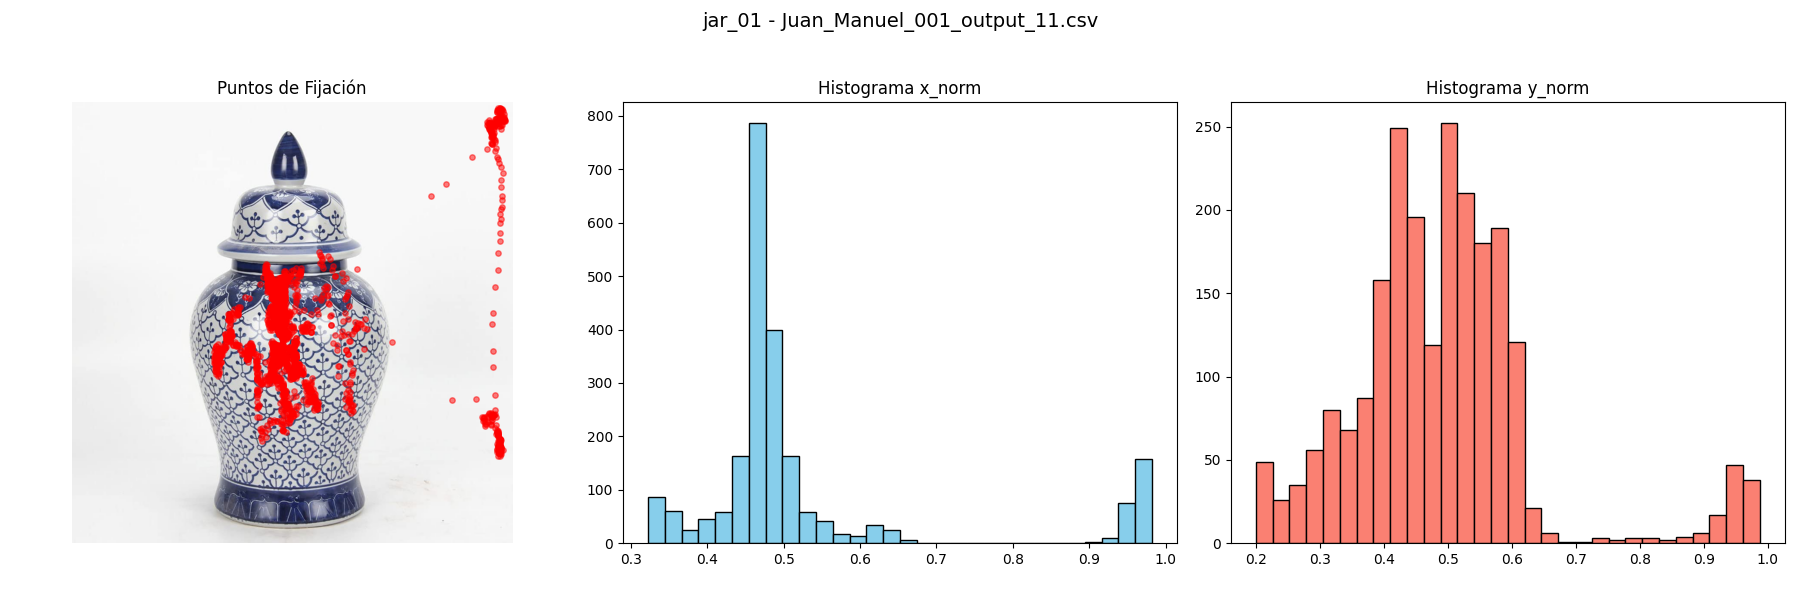 jar_01 - Juan_Manuel_001_output_11.csv
Puntos de Fijación
Histograma x_norm
800
700
600
500
400
300
200
100
0
0.3 0.4 0.5 0.6 0.7 0.8 0.9 1.0
Histograma y_norm
250
200
150
100
50
0
0.2 0.3 0.4 0.5 0.6 0.7 0.8 0.9 1.0